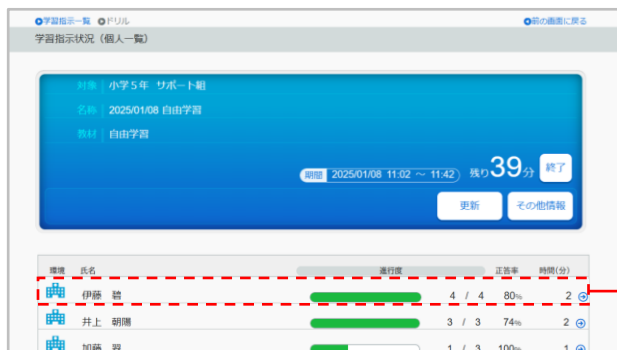 学習指示一覧 ドリル 前の画面に戻る
学習指示状況（個人一覧）
対象 小学５年 サポート組
名称 2025/01/08 自由学習
教材 自由学習
期間 2025/01/08 11:02 ～ 11:42 残り39分 終了
更新 その他情報
環境 氏名 進行度 正答率 時間(分)
伊藤 碧 4 / 4 80% 2
井上 朝陽 3 / 3 74% 2
加藤 1 / 3 100% 1